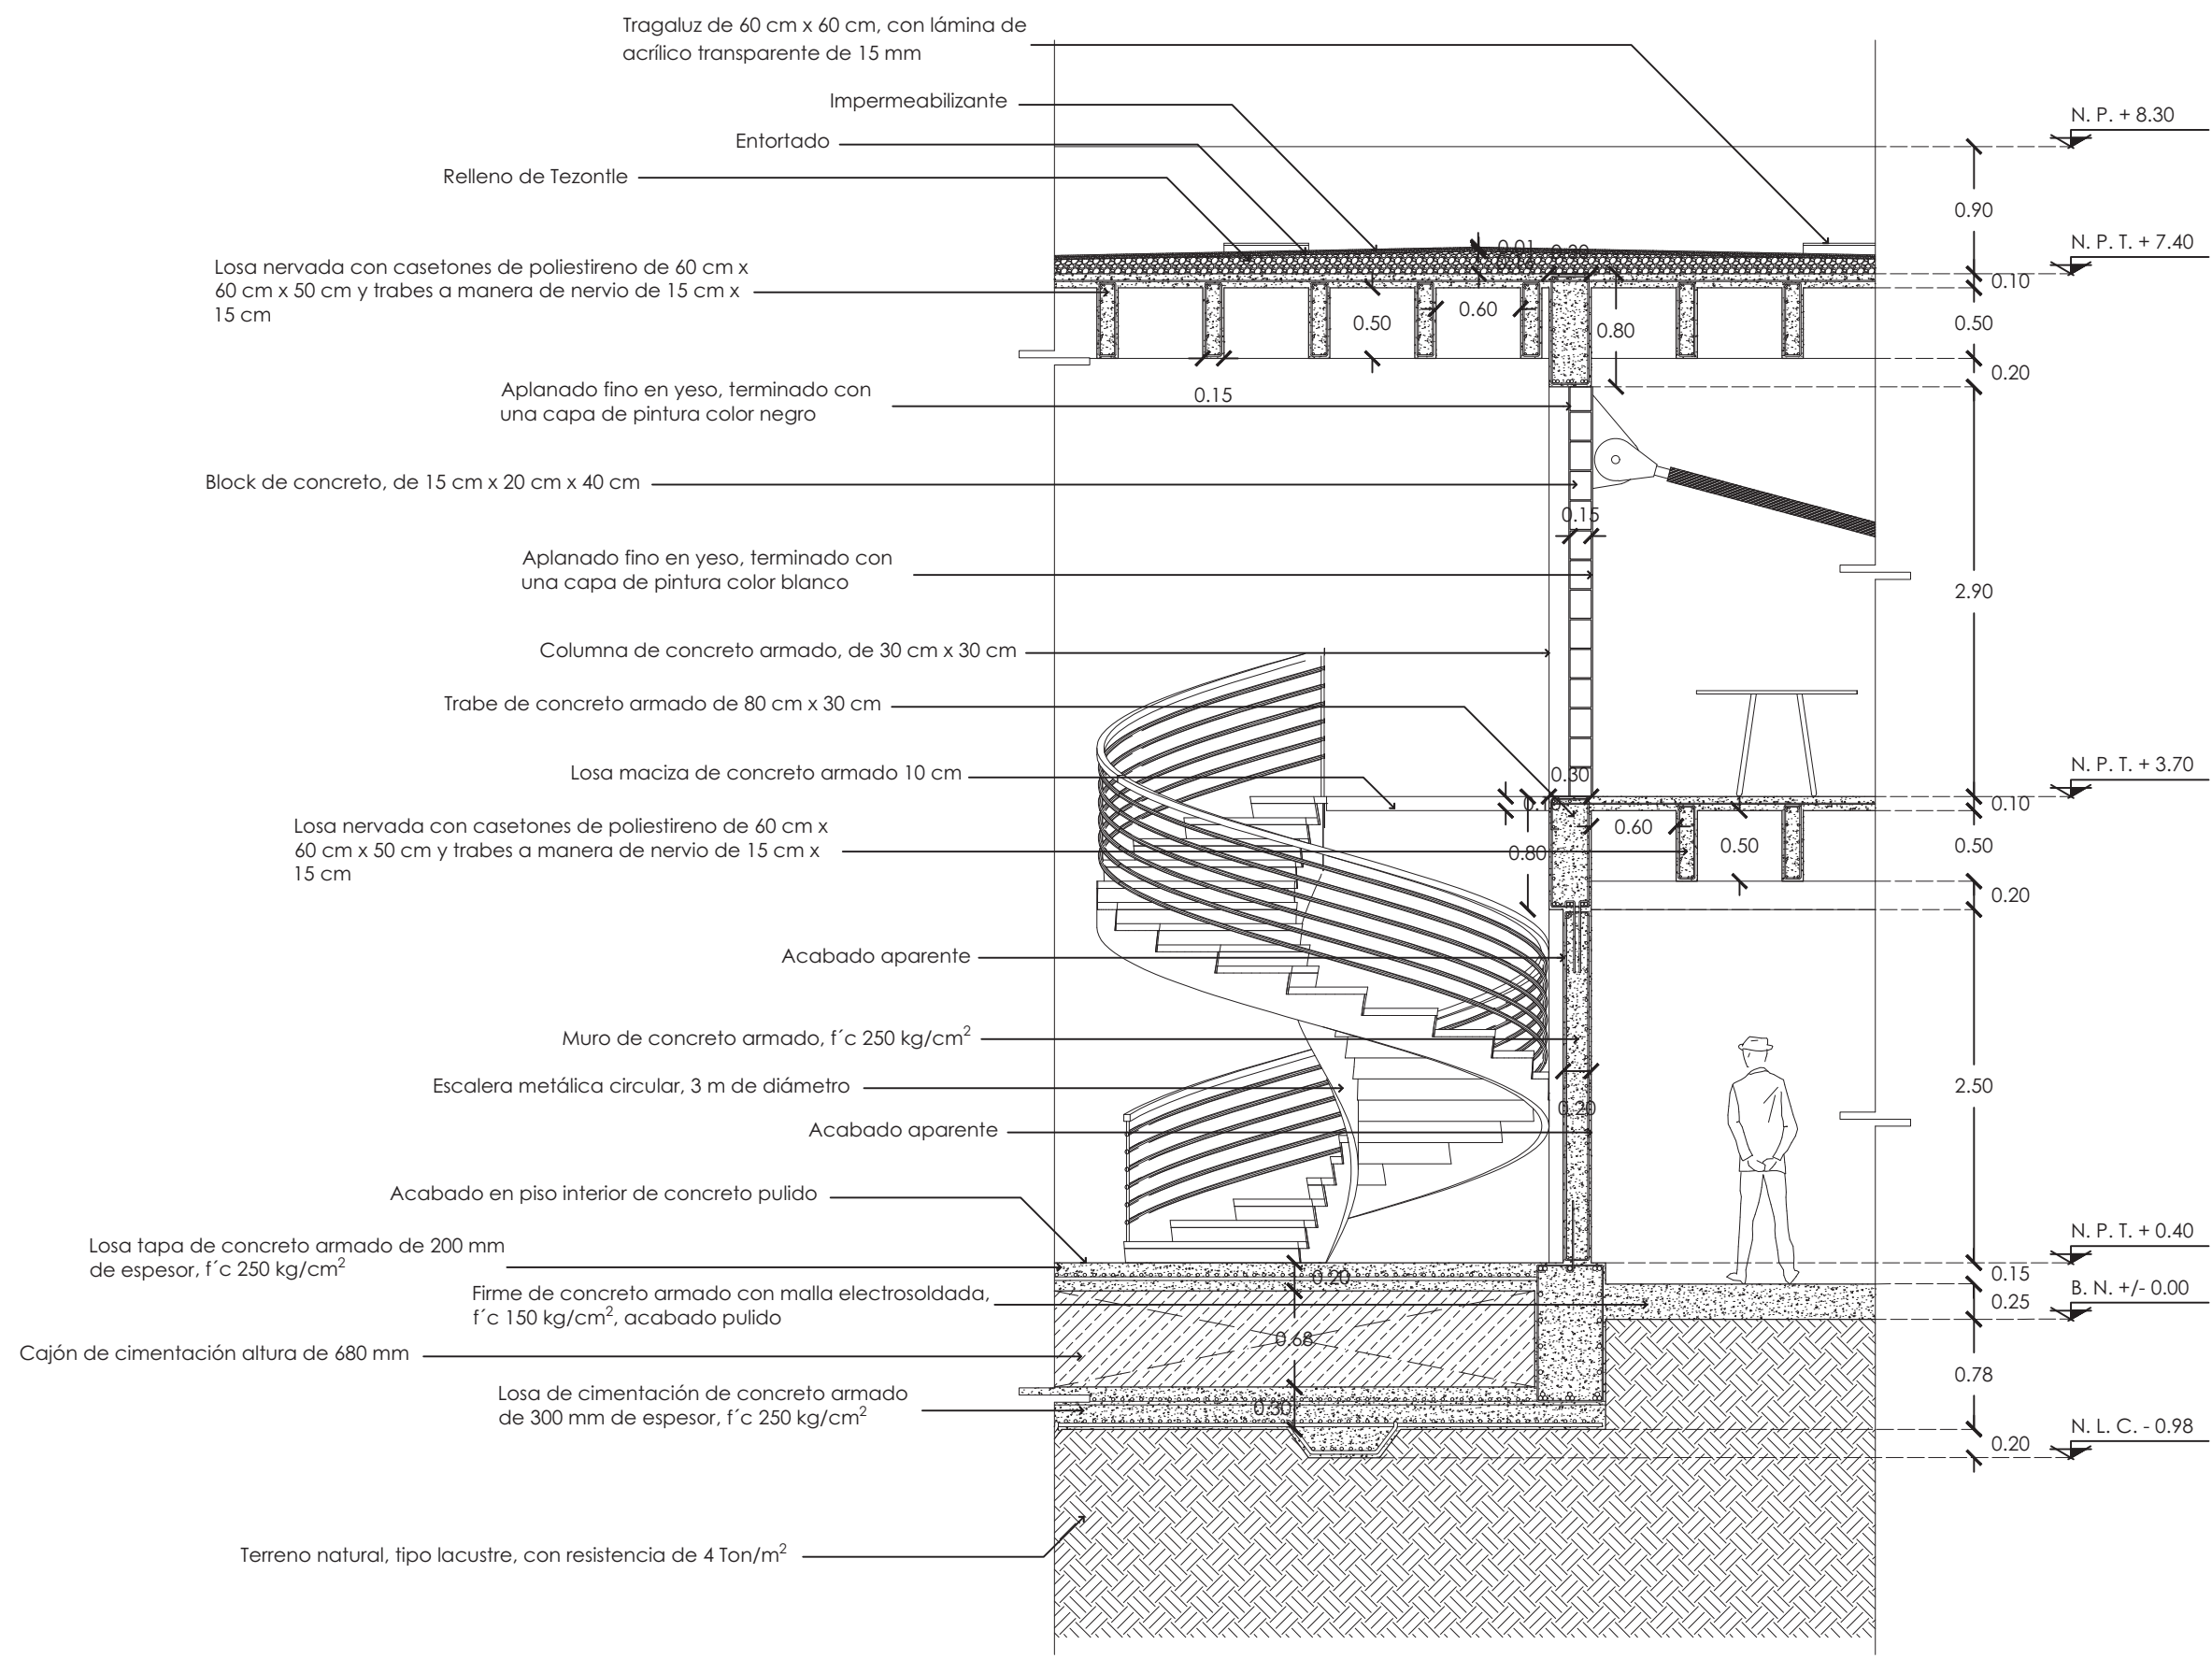 Tragaluz de 60 cm x 60 cm, con lámina de
acrílico transparente de 15 mm
Impermeabilizante
Entortado
Relleno de Tezontle
Losa nervada con casetones de poliestireno de 60 cm x
60 cm x 50 cm y trabes a manera de nervio de 15 cm x
15 cm
Aplanado fino en yeso, terminado con
una capa de pintura color negro
Block de concreto, de 15 cm x 20 cm x 40 cm
Aplanado fino en yeso, terminado con
una capa de pintura color blanco
Columna de concreto armado, de 30 cm x 30 cm
Trabe de concreto armado de 80 cm x 30 cm
Losa maciza de concreto armado 10 cm
Losa nervada con casetones de poliestireno de 60 cm x
60 cm x 50 cm y trabes a manera de nervio de 15 cm x
15 cm
Acabado aparente
Muro de concreto armado, f´c 250 kg/cm²
Escalera metálica circular, 3 m de diámetro
Acabado aparente
Acabado en piso interior de concreto pulido
Losa tapa de concreto armado de 200 mm
de espesor, f´c 250 kg/cm²
Firme de concreto armado con malla electrosoldada,
f´c 150 kg/cm², acabado pulido
Cajón de cimentación altura de 680 mm
Losa de cimentación de concreto armado
de 300 mm de espesor, f´c 250 kg/cm²
Terreno natural, tipo lacustre, con resistencia de 4 Ton/m²
0.01
0.30
0.50
0.60
0.80
0.15
0.15
0.30
0.60
0.50
0.80
0.20
0.20
0.68
0.30
0.90
0.10
0.50
0.20
2.90
0.10
0.50
0.20
2.50
0.15
0.25
0.78
0.20
N. P. + 8.30
N. P. T. + 7.40
N. P. T. + 3.70
N. P. T. + 0.40
B. N. +/- 0.00
N. L. C. - 0.98